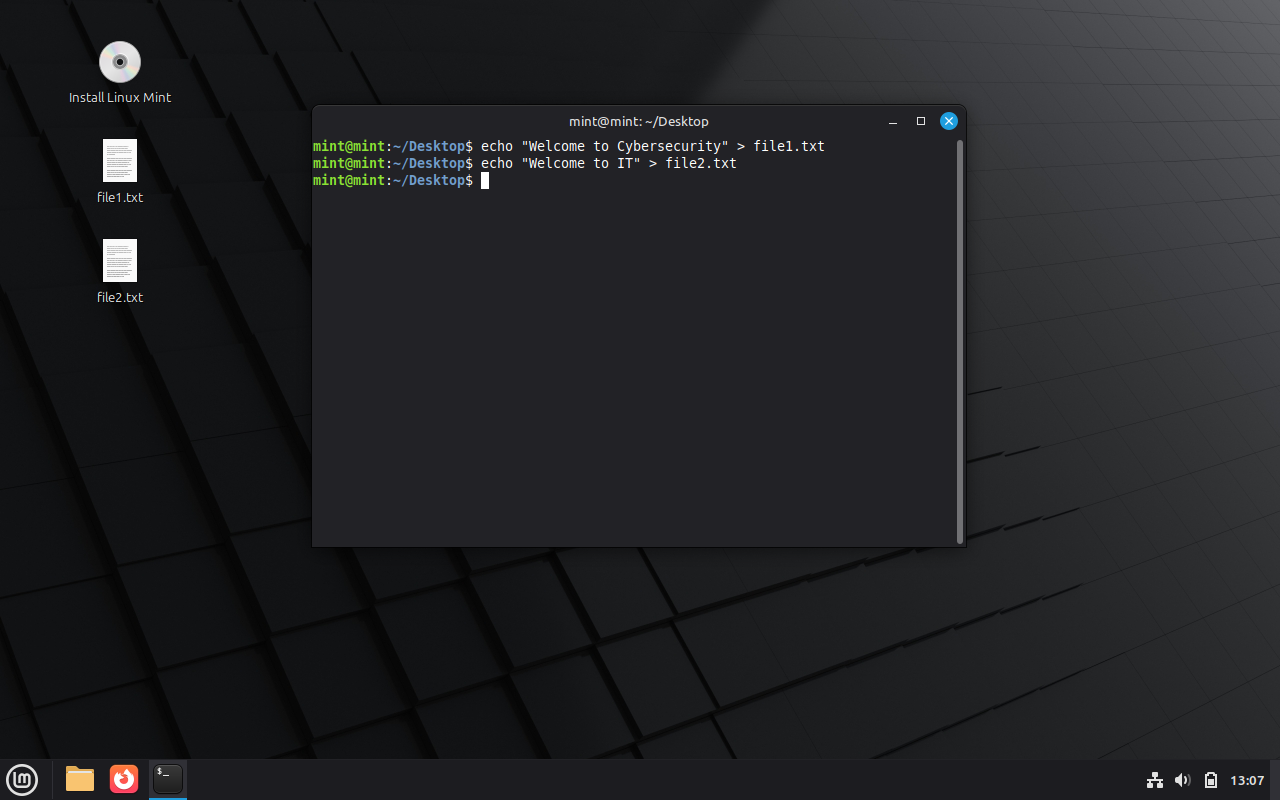 Install Linux Mint
file1.txt
file2.txt
mint@mint: ~/Desktop
mint@mint:~/Desktop$ echo "Welcome to Cybersecurity" > file1.txt
mint@mint:~/Desktop$ echo "Welcome to IT" > file2.txt
mint@mint:~/Desktop$
$_
13:07